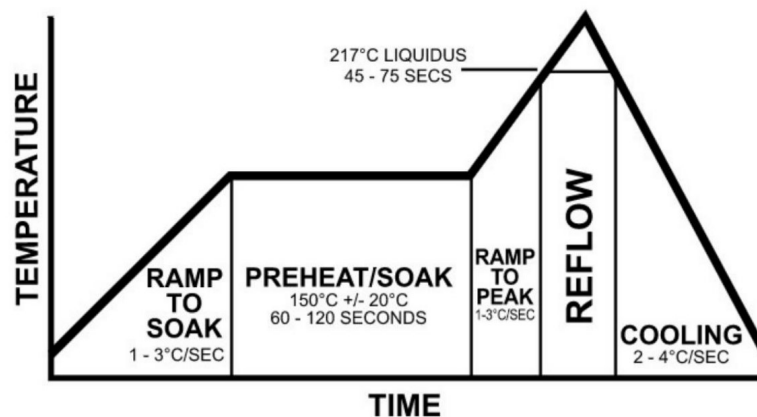 217°C LIQUIDUS
45 - 75 SECS
TEMPERATURE
RAMP
TO
SOAK
1 - 3°C/SEC
PREHEAT/SOAK
150°C +/- 20°C
60 - 120 SECONDS
RAMP
TO
PEAK
1-3°C/SEC
REFLOW
COOLING
2 - 4°C/SEC
TIME